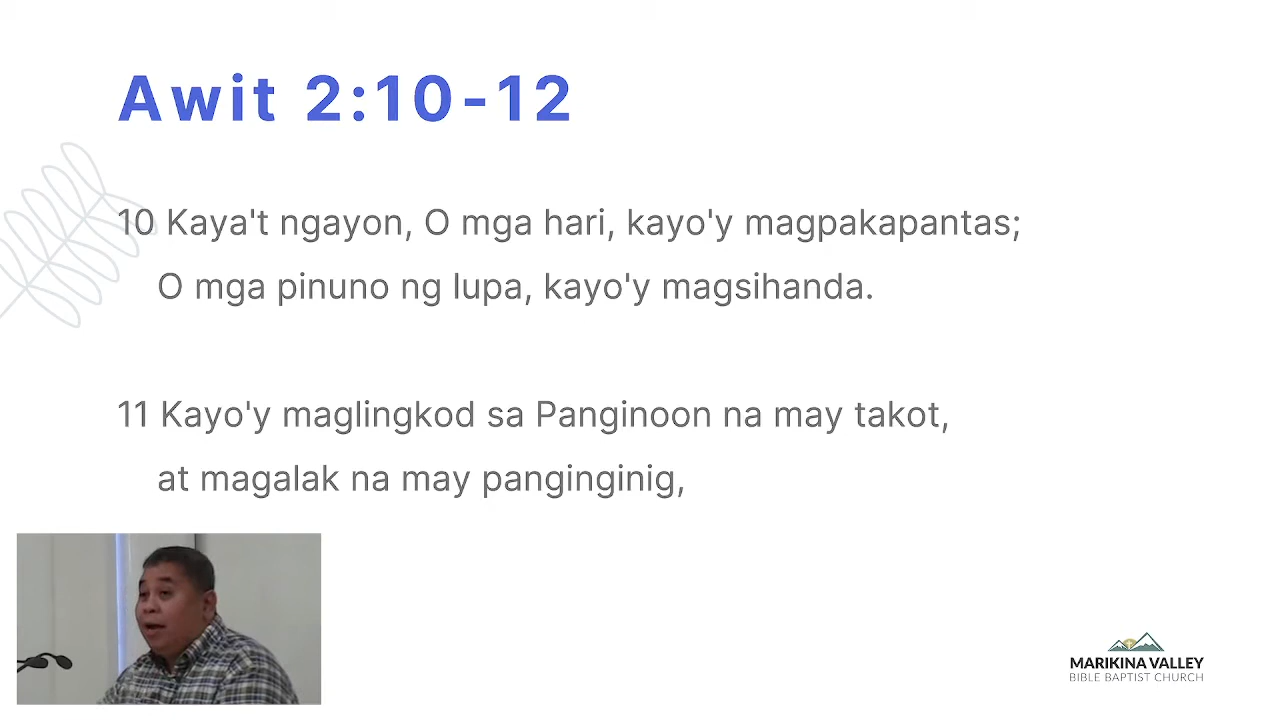 Awit 2:10-12
10 Kaya't ngayon, O mga hari, kayo'y magpakapantas;
O mga pinuno ng lupa, kayo'y magsihanda.
11 Kayo'y maglingkod sa Panginoon na may takot,
at magalak na may panginginig,
MARIKINA VALLEY
BIBLE BAPTIST CHURCH